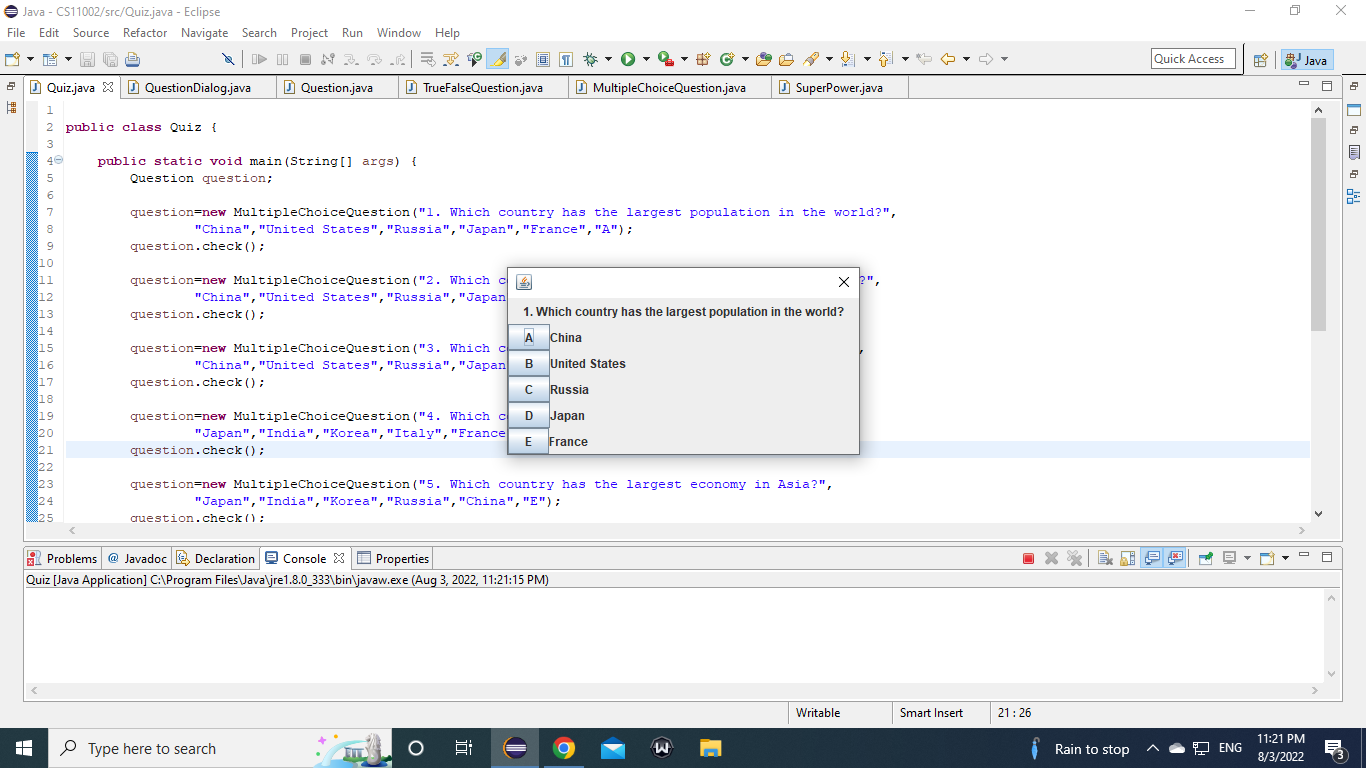 Java - CS11002/src/Quiz.java - Eclipse
File Edit Source Refactor Navigate Search Project Run Window Help
Quick Access
Java
Quiz.java QuestionDialog.java Question.java TrueFalseQuestion.java MultipleChoiceQuestion.java SuperPower.java
1
2 public class Quiz {
3
4 public static void main(String[] args) {
5 Question question;
6
7 question=new MultipleChoiceQuestion("1. Which country has the largest population in the world?",
8 "China","United States","Russia","Japan","France","A");
9 question.check();
10
11 question=new MultipleChoiceQuestion("2. Which c ?",
12 "China","United States","Russia","Japan
13 question.check();
14
15 question=new MultipleChoiceQuestion("3. Which c ,
16 "China","United States","Russia","Japan
17 question.check();
18
19 question=new MultipleChoiceQuestion("4. Which c
20 "Japan","India","Korea","Italy","France
21 question.check();
22
23 question=new MultipleChoiceQuestion("5. Which country has the largest economy in Asia?",
24 "Japan","India","Korea","Russia","China","E");
25 question.check();
1. Which country has the largest population in the world?
A China
B United States
C Russia
D Japan
E France
Problems @ Javadoc Declaration Console Properties
Quiz [Java Application] C:\Program Files\Java\jre1.8.0_333\bin\javaw.exe (Aug 3, 2022, 11:21:15 PM)
Writable Smart Insert 21 : 26
Type here to search
Rain to stop
ENG
11:21 PM
8/3/2022
3